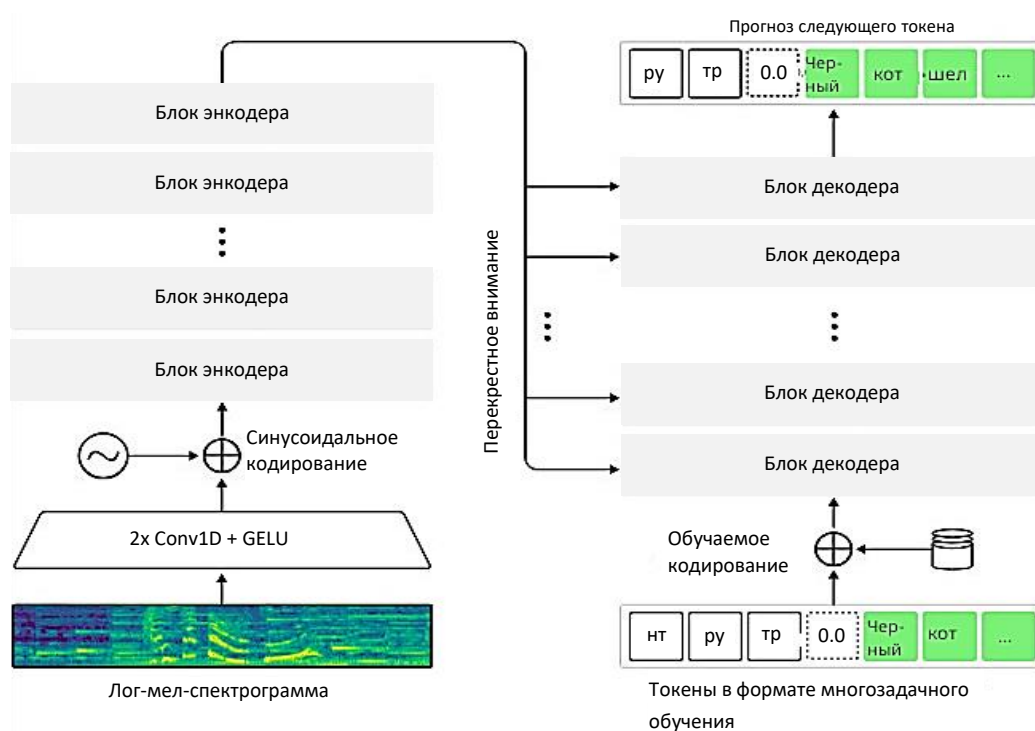 Прогноз следующего токена
ру тр 0.0 Чер-
ный кот шел ...
Блок энкодера
Блок энкодера
Блок энкодера
Блок энкодера
Синусоидальное
кодирование
2x Conv1D + GELU
Лог-мел-спектрограмма
Перекрестное внимание
Блок декодера
Блок декодера
Блок декодера
Блок декодера
Обучаемое
кодирование
нт ру тр 0.0 Чер-
ный кот ...
Токены в формате многозадачного
обучения